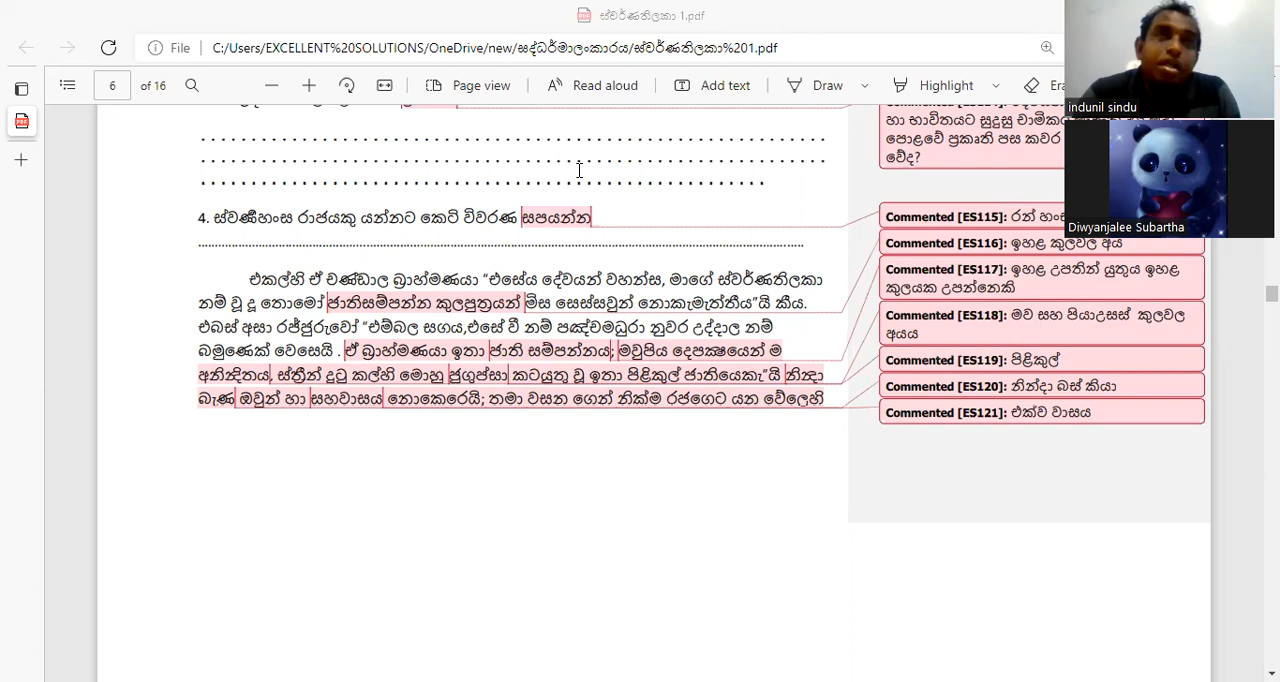 ස්වර්ණතිලකා 1.pdf
File C:/Users/EXCELLENT%20SOLUTIONS/OneDrive/new/සද්ධර්මාලංකාරය/ස්වර්ණතිලකා%201.pdf
6 of 16 Page view Read aloud Add text Draw Highlight
indunil sindu
හා භාවිතයට සුදුසු චාමිකර
පොළවේ ප්‍රකෘති පස කවර
වේද?
Diwyanjalee Subartha
4. ස්වර්ණහංස රාජයකු යන්නට කෙටි විවරණ සපයන්න
Commented [ES115]: රන් හංස
Commented [ES116]: ඉහළ කුලවල අය
Commented [ES117]: ඉහළ උපතින් යුතුය ඉහළ
කුලයක උපන්නෙකි
Commented [ES118]: මව සහ පියාඋසස් කුලවල
අයය
Commented [ES119]: පිළිකුල්
Commented [ES120]: නින්දා බස් කියා
Commented [ES121]: එක්ව වාසය
එකල්හි ඒ චණ්ඩාල බ්‍රාහ්මණයා “එසේය දේවයන් වහන්ස, මාගේ ස්වර්ණතිලකා
නම් වූ දූ තොමෝ ජාතිසම්පන්න කුලපුත්‍රයන් මිස සෙස්සවුන් නොකැමැත්තීය”යි කීය.
එබස් අසා රජ්ජුරුවෝ “එම්බල සගය,එසේ වී නම් පඤ්චමධුරා නුවර උද්දාල නම්
බමුණෙක් වෙසෙයි . ඒ බ්‍රාහ්මණයා ඉතා ජාති සම්පන්නය; මවුපිය දෙපක්‍ෂයෙන් ම
අනින්‍දිතය, ස්ත්‍රීන් දුටු කල්හි මොහු ජුගුප්සා කටයුතු වූ ඉතා පිළිකුල් ජාතියෙකැ”යි නින්‍දා
බැණ ඔවුන් හා සහවාසය නොකෙරෙයි; තමා වසන ගෙන් නික්ම රජගෙට යන වේලෙහි